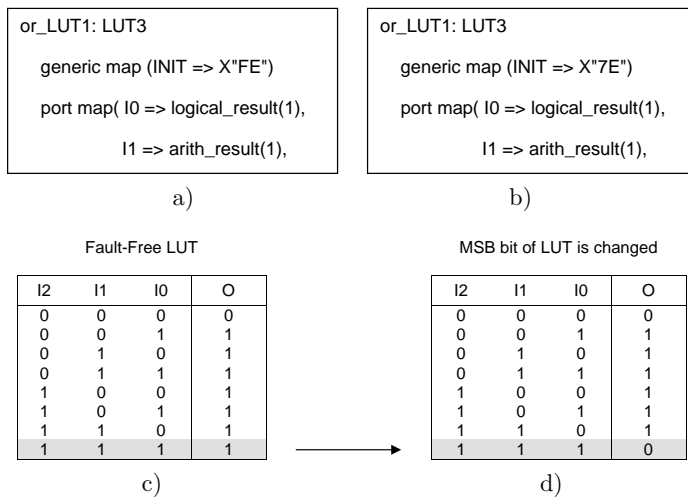 or_LUT1: LUT3
generic map (INIT => X"FE")
port map( I0 => logical_result(1),
I1 => arith_result(1),
a)
or_LUT1: LUT3
generic map (INIT => X"7E")
port map( I0 => logical_result(1),
I1 => arith_result(1),
b)
Fault-Free LUT
I2 I1 I0 O
0 0 0 0
0 0 1 1
0 1 0 1
0 1 1 1
1 0 0 1
1 0 1 1
1 1 0 1
1 1 1 1
c)
MSB bit of LUT is changed
I2 I1 I0 O
0 0 0 0
0 0 1 1
0 1 0 1
0 1 1 1
1 0 0 1
1 0 1 1
1 1 0 1
1 1 1 0
d)